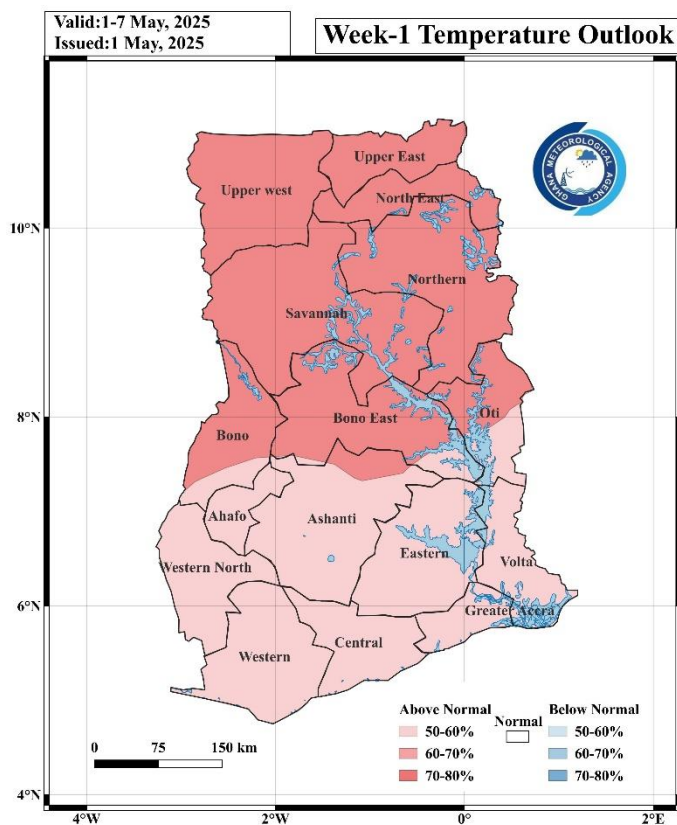 Valid:1-7 May, 2025
Issued:1 May, 2025
Week-1 Temperature Outlook
GHANA METEOROLOGICAL AGENCY
Upper East
Upper west
North East
10°N
Northern
Savannah
8°N
Bono
Bono East
Oti
Ahafo
Ashanti
Eastern
Western North
Volta
6°N
Greater Accra
Central
Western
Above Normal
Normal
Below Normal
50-60%
50-60%
60-70%
60-70%
70-80%
70-80%
0 75 150 km
4°N
4°W 2°W 0° 2°E